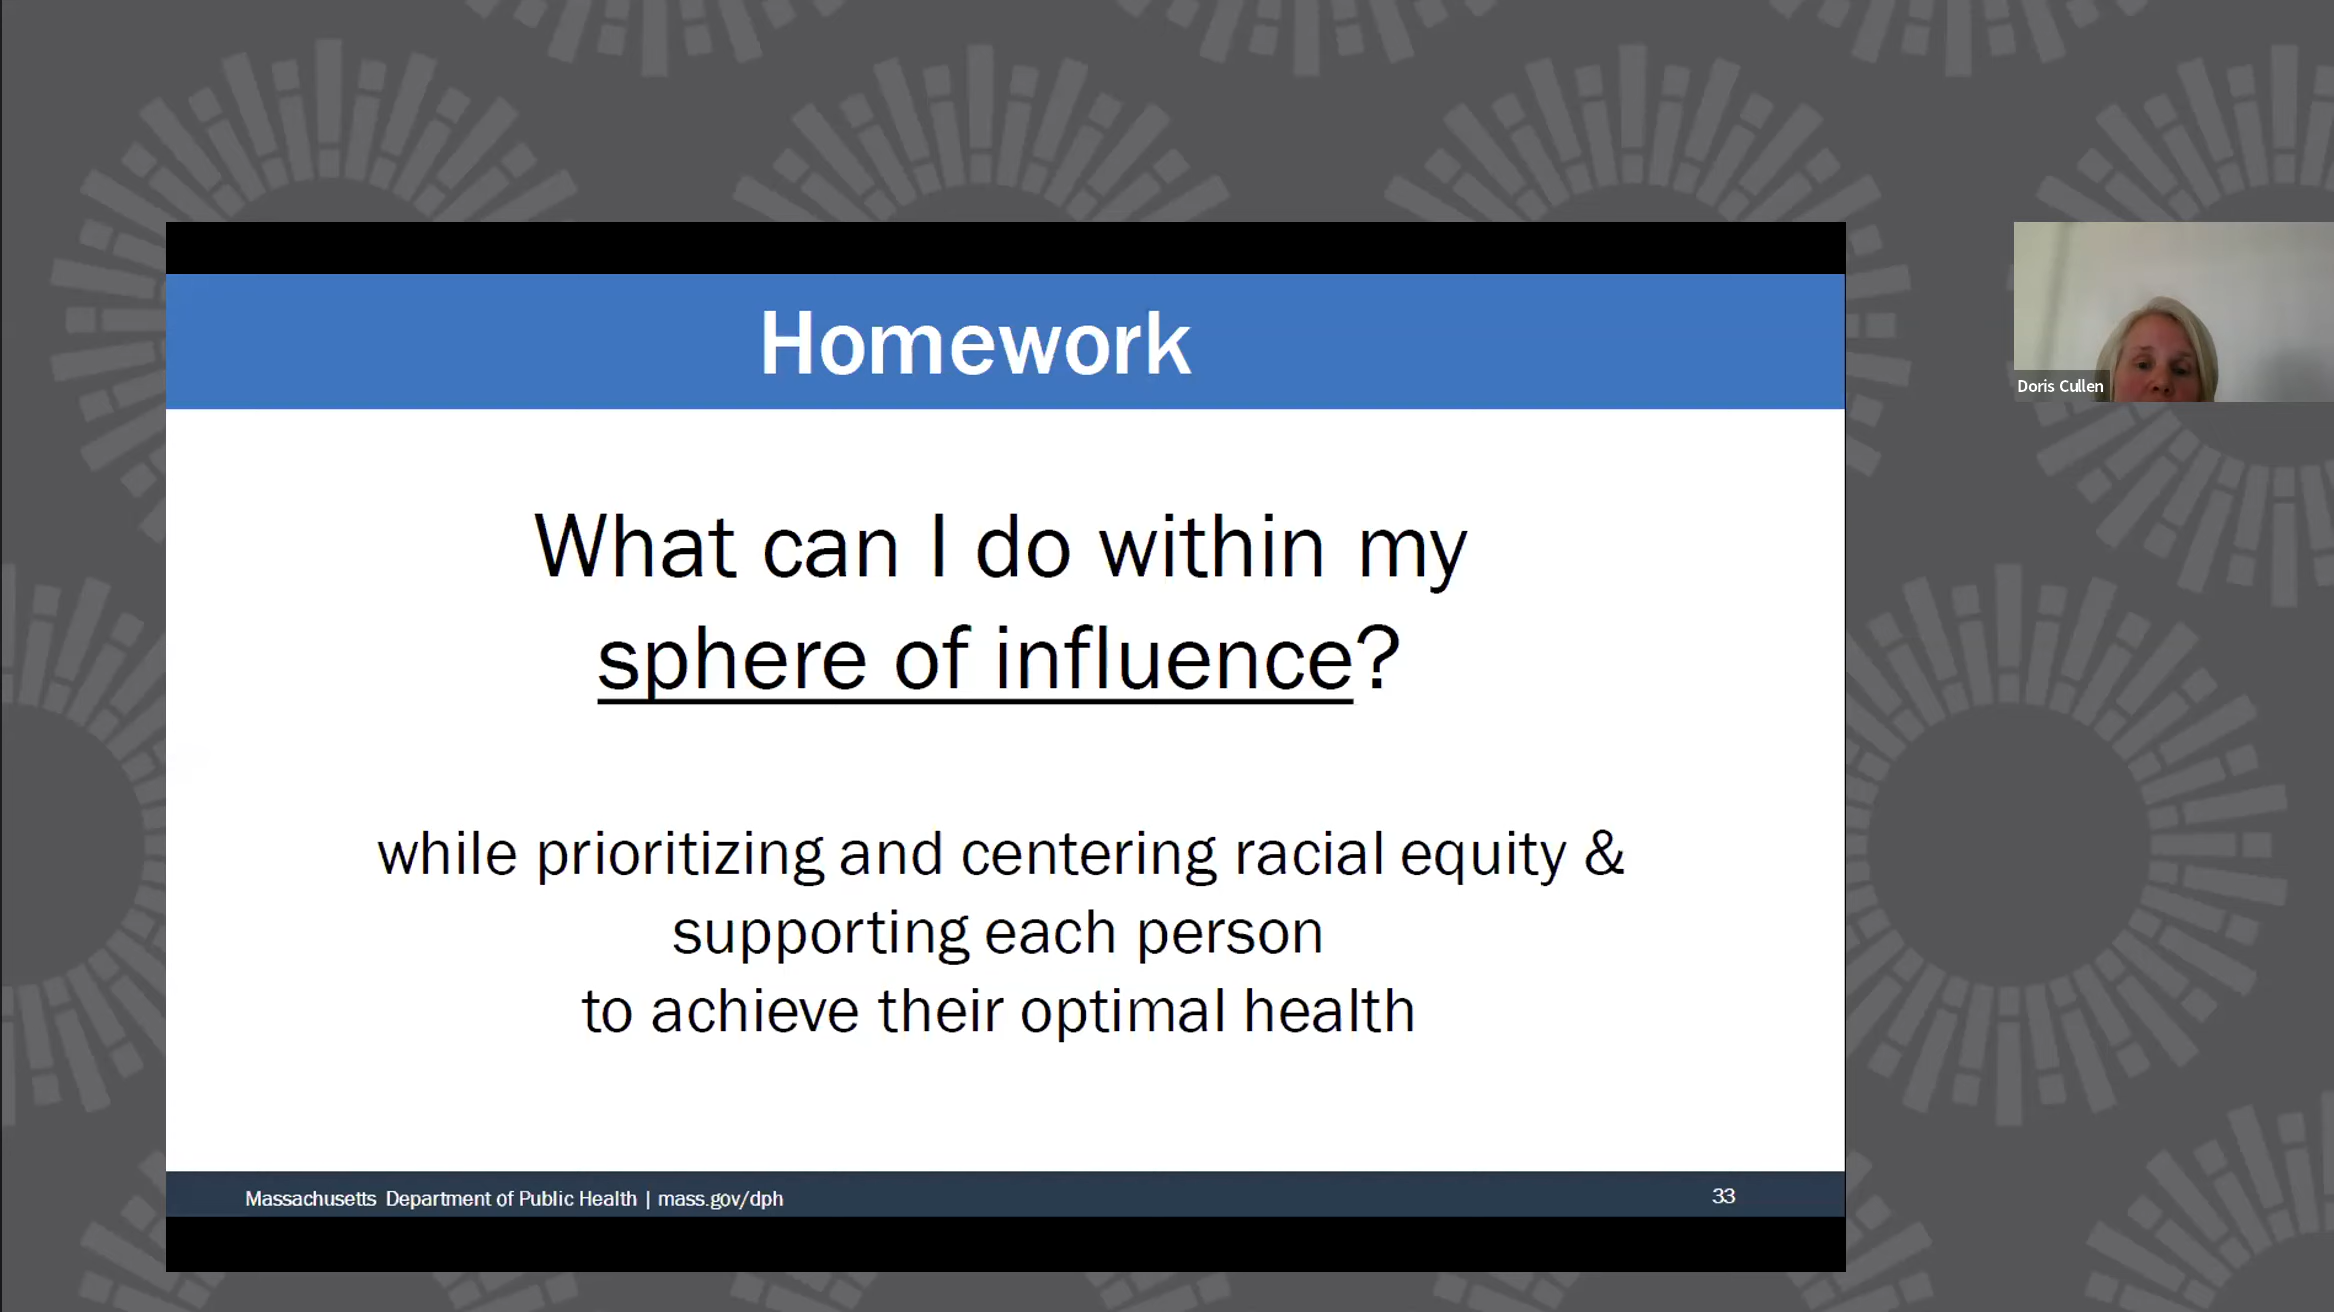 Homework
What can I do within my
sphere of influence?
while prioritizing and centering racial equity &
supporting each person
to achieve their optimal health
Massachusetts Department of Public Health | mass.gov/dph
33
Doris Cullen